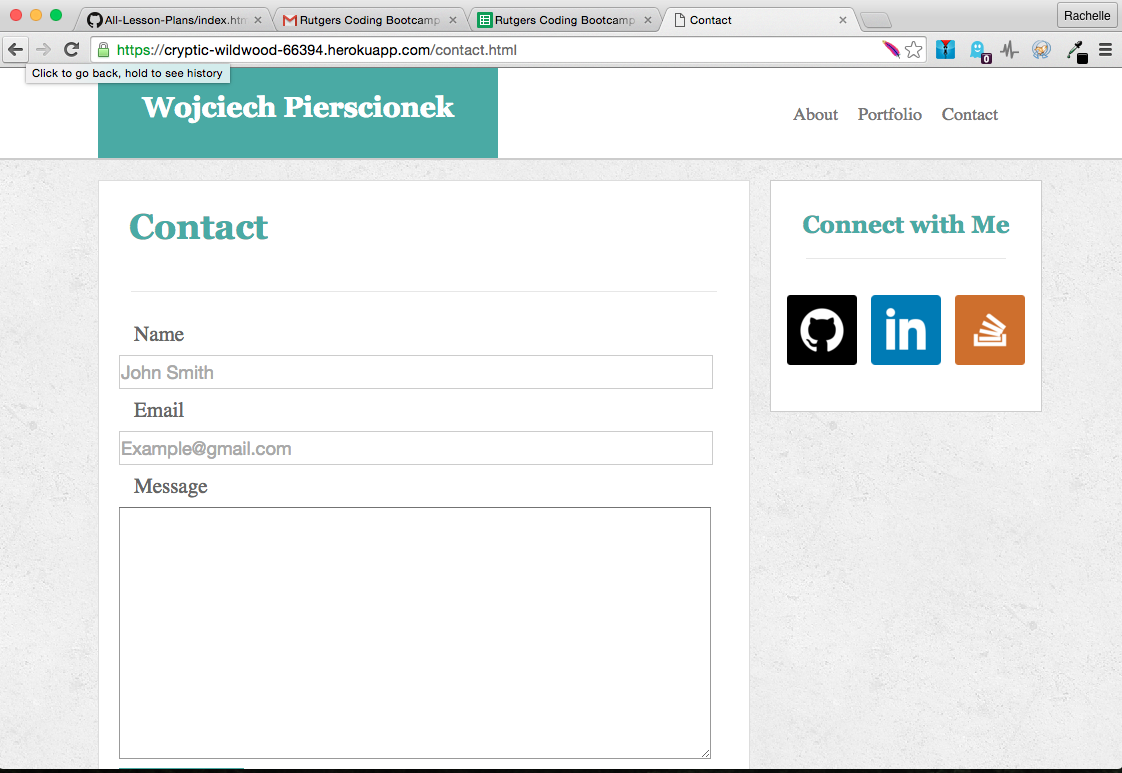 All-Lesson-Plans/index.htm
Rutgers Coding Bootcamp
Rutgers Coding Bootcamp
Contact
Rachelle
https://cryptic-wildwood-66394.herokuapp.com/contact.html
0
Click to go back, hold to see history
Wojciech Pierscionek
About Portfolio Contact
Contact
Connect with Me
in
Name
John Smith
Email
Example@gmail.com
Message